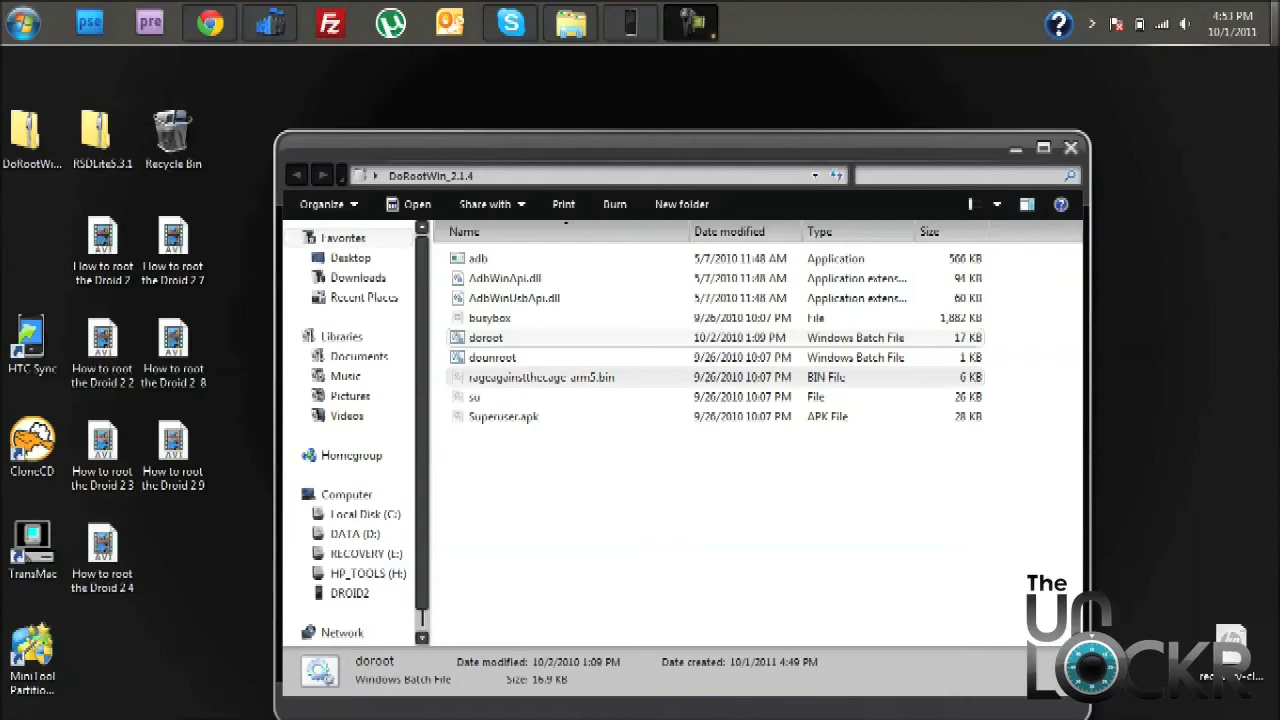 pse
pre
Fz
4:53 PM
10/1/2011
DoRootWi...
RSDLite5.3.1
Recycle Bin
How to root the Droid 2
How to root the Droid 2 7
HTC Sync
How to root the Droid 2 2
How to root the Droid 2 8
CloneCD
How to root the Droid 2 3
How to root the Droid 2 9
TransMac
How to root the Droid 2 4
MiniTool Partitio...
DoRootWin_2.1.4
Organize
Open
Share with
Print
Burn
New folder
Favorites
Desktop
Downloads
Recent Places
Libraries
Documents
Music
Pictures
Videos
Homegroup
Computer
Local Disk (C:)
DATA (D:)
RECOVERY (E:)
HP_TOOLS (H:)
DROID2
Network
Name Date modified Type Size
adb 5/7/2010 11:48 AM Application 566 KB
AdbWinApi.dll 5/7/2010 11:48 AM Application extens... 94 KB
AdbWinUsbApi.dll 5/7/2010 11:48 AM Application extens... 60 KB
busybox 9/26/2010 10:07 PM File 1,882 KB
doroot 10/2/2010 1:09 PM Windows Batch File 17 KB
dounroot 9/26/2010 10:07 PM Windows Batch File 1 KB
rageagainstthecage-arm5.bin 9/26/2010 10:07 PM BIN File 6 KB
su 9/26/2010 10:07 PM File 26 KB
Superuser.apk 9/26/2010 10:07 PM APK File 28 KB
doroot Date modified: 10/2/2010 1:09 PM Date created: 10/1/2011 4:49 PM
Windows Batch File Size: 16.9 KB
The
UNLOCKR